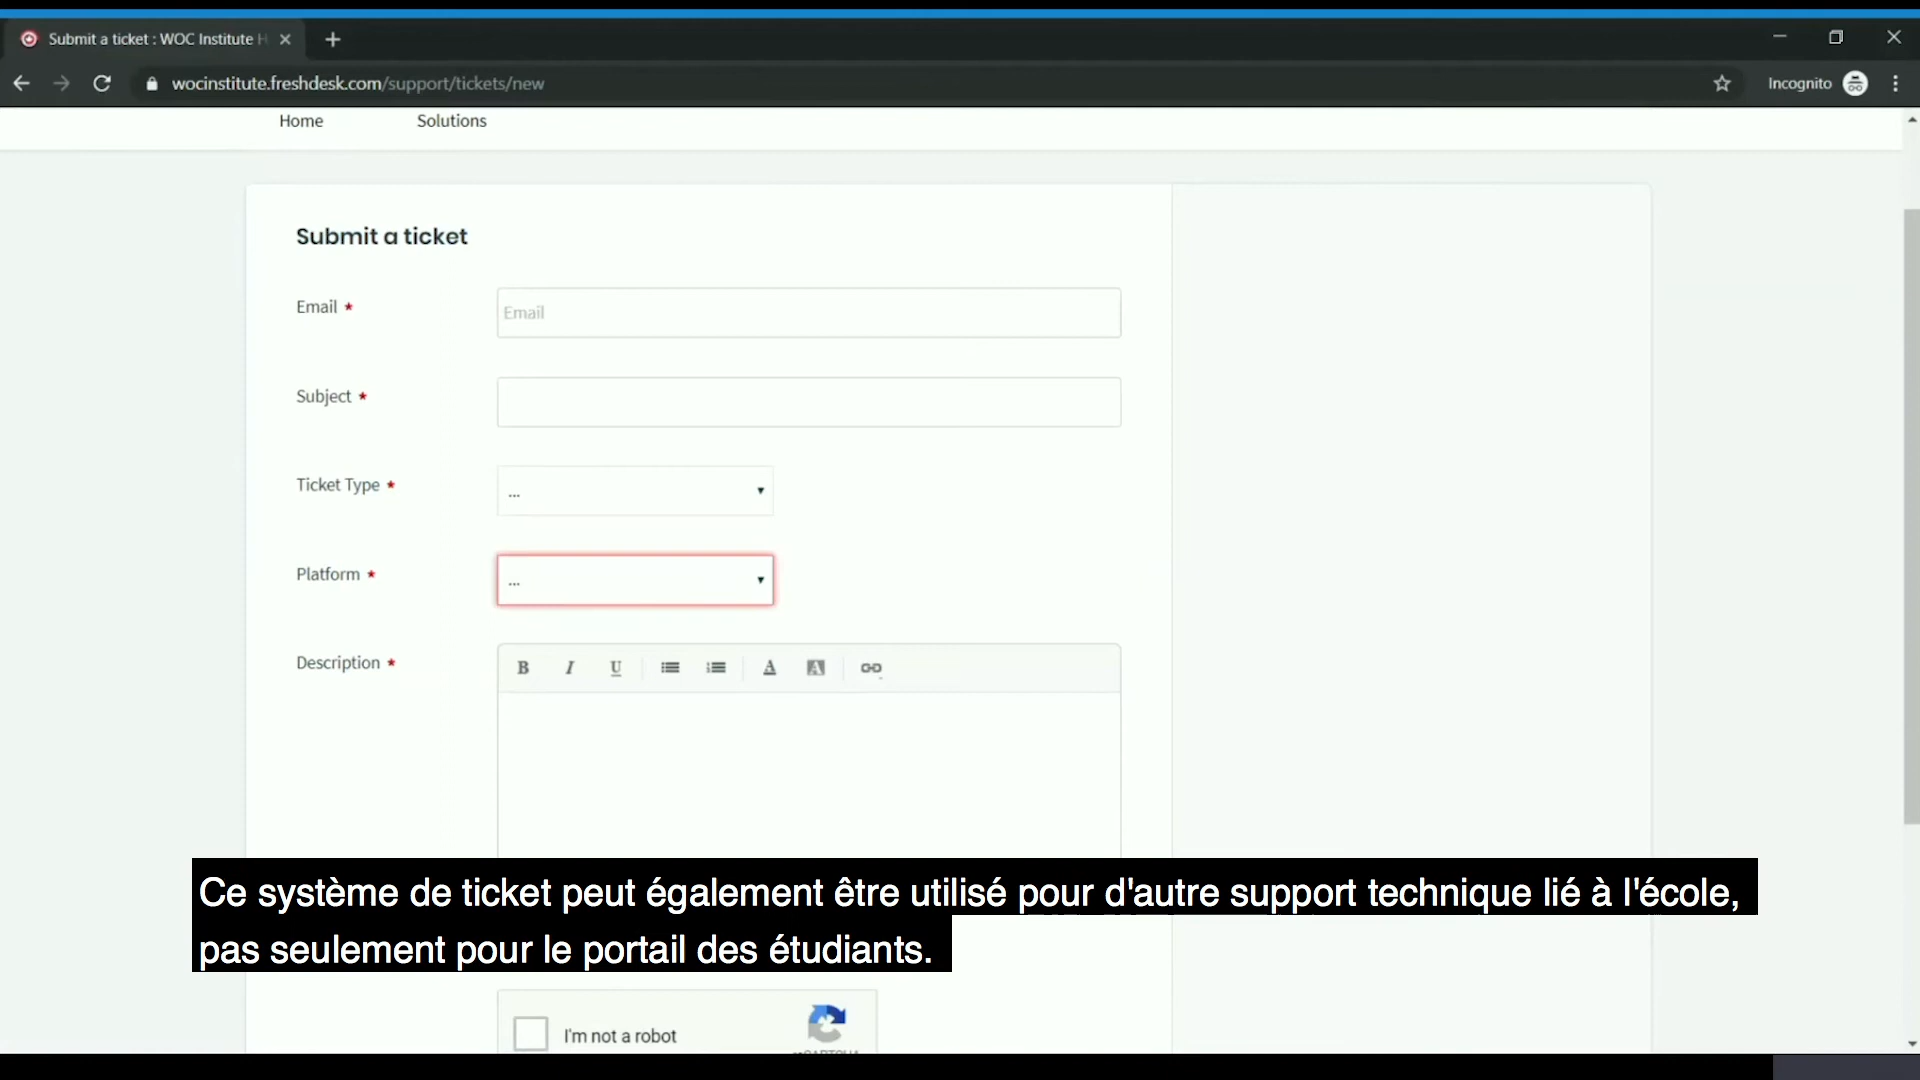 Submit a ticket : WOC Institute H
wocinstitute.freshdesk.com/support/tickets/new
Incognito
Home
Solutions
Submit a ticket
Email *
Email
Subject *
Ticket Type *
...
Platform *
...
Description *
B I U A A
Ce système de ticket peut également être utilisé pour d'autre support technique lié à l'école,
pas seulement pour le portail des étudiants.
I'm not a robot
reCAPTCHA